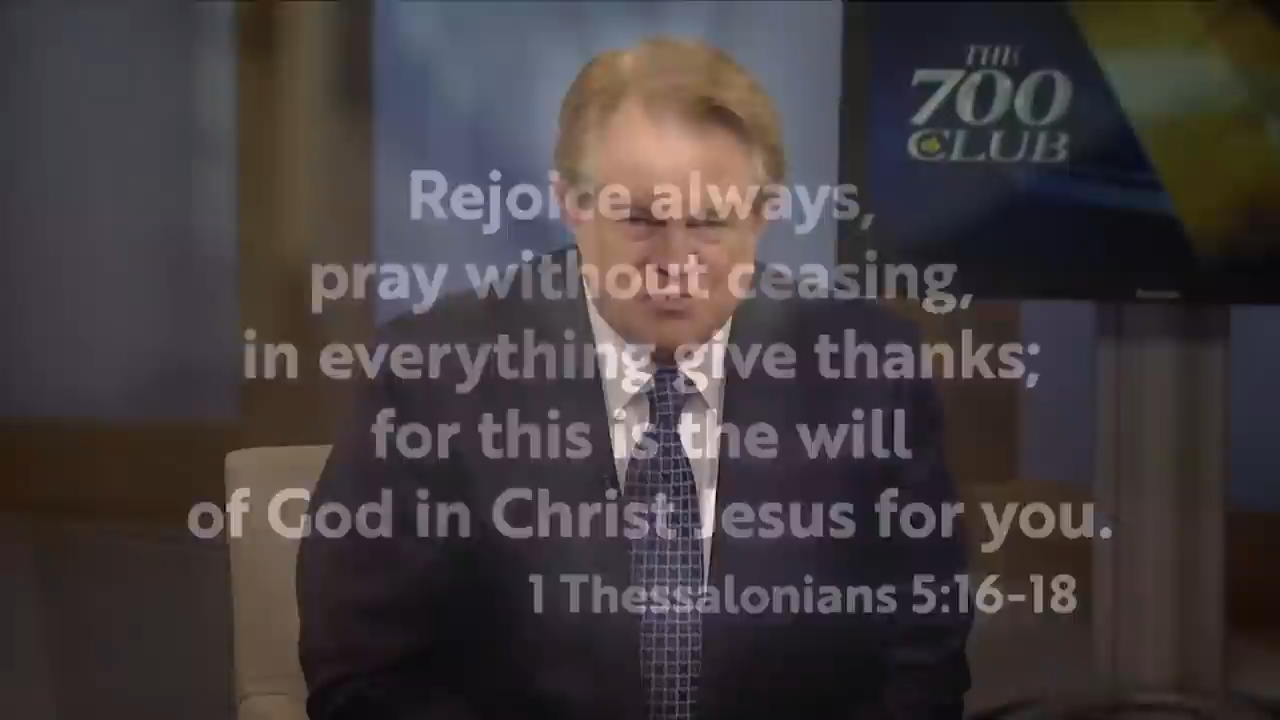 THE
700
CLUB
Rejoice always,
pray without ceasing,
in everything give thanks;
for this is the will
of God in Christ Jesus for you.
1 Thessalonians 5:16-18